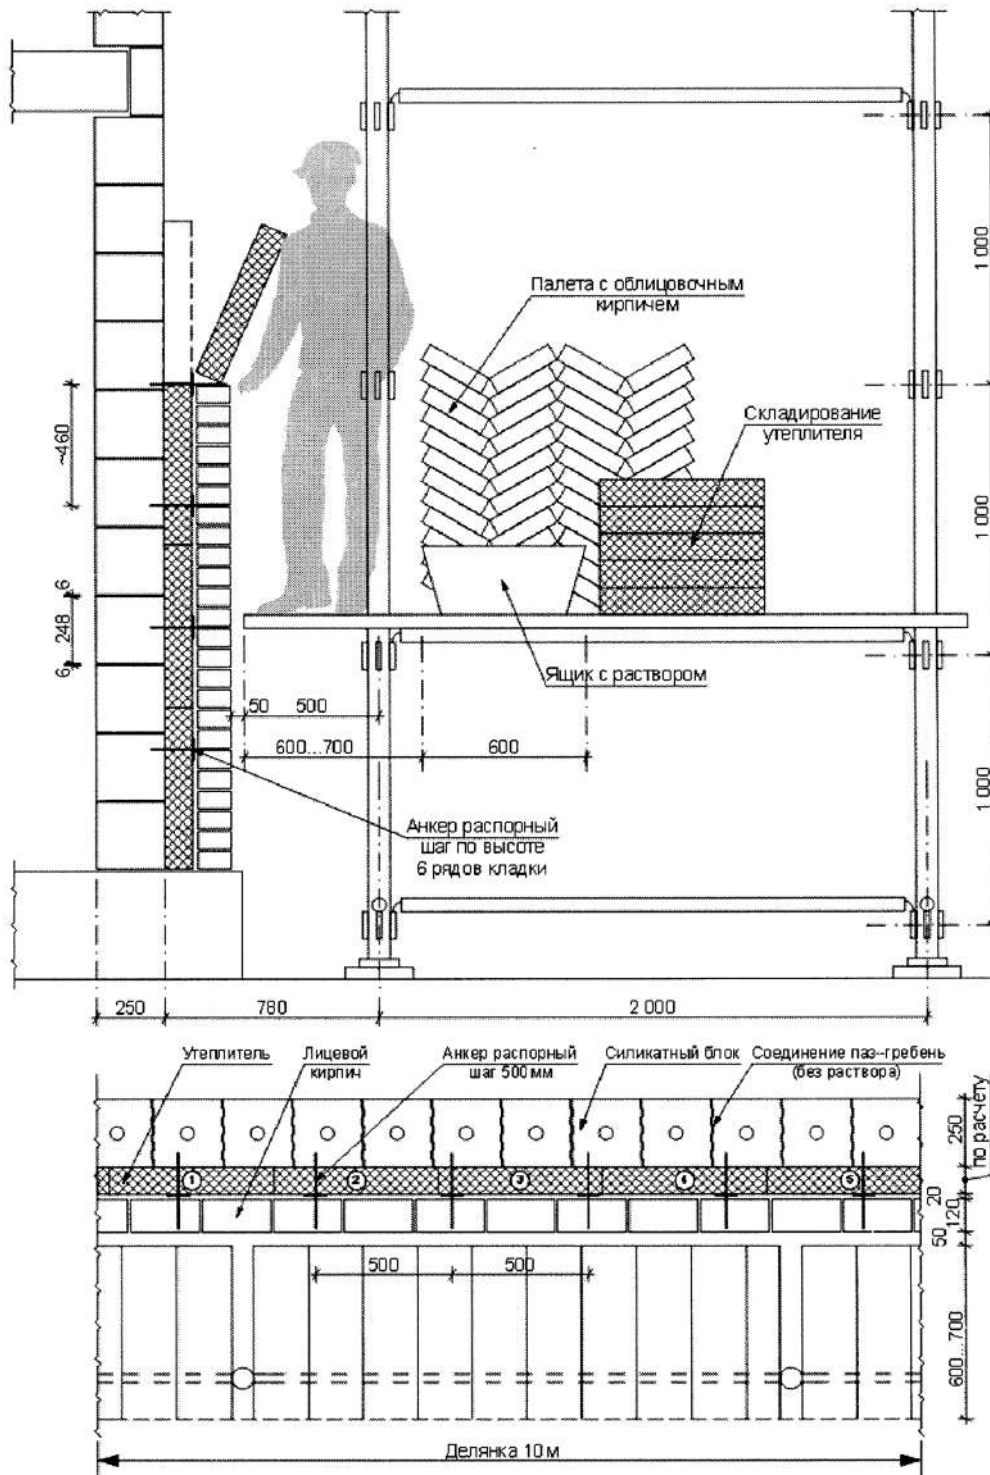 1 000
Палета с облицовочным
кирпичем
Складирование
утеплителя
~460
1 000
6
248
6
Ящик с раствором
50 500
600...700
600
1 000
Анкер распорный
шаг по высоте
6 рядов кладки
250
780
2 000
Утеплитель
Лицевой
кирпич
Анкер распорный
шаг 500мм
Силикатный блок
Соединение паз-гребень
(без раствора)
250
по расчету
1
2
3
4
5
20
120
50
500
500
600...700
Делянка 10 м